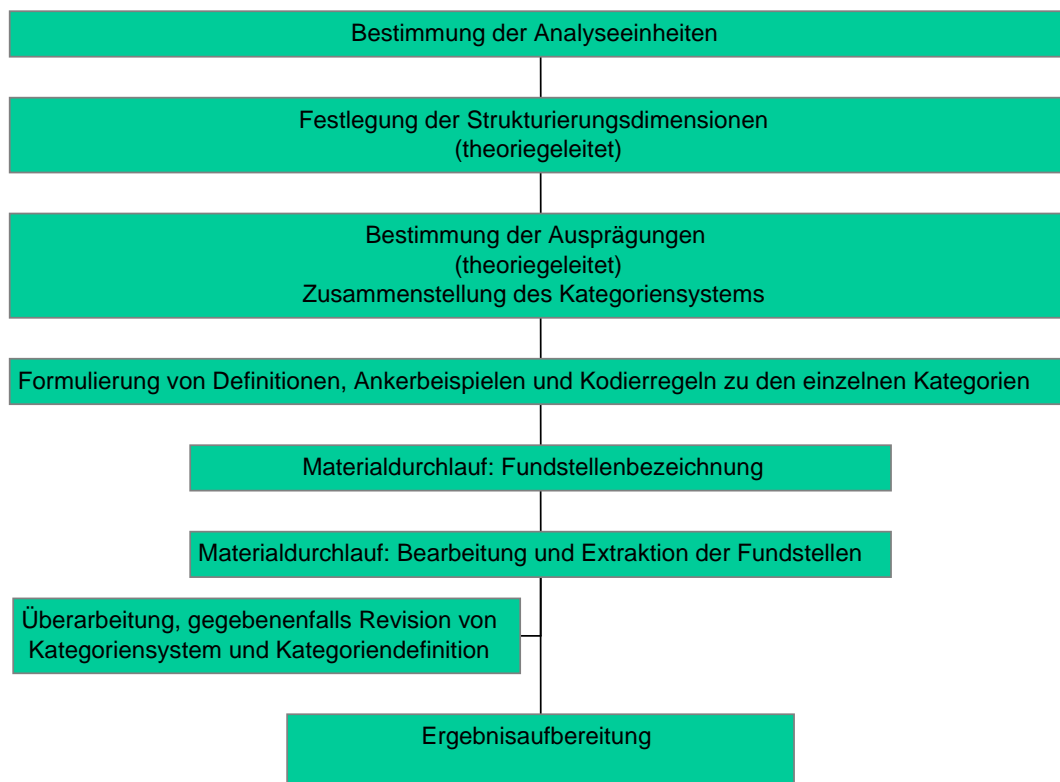 Bestimmung der Analyseeinheiten
Festlegung der Strukturierungsdimensionen
(theoriegeleitet)
Bestimmung der Ausprägungen
(theoriegeleitet)
Zusammenstellung des Kategoriensystems
Formulierung von Definitionen, Ankerbeispielen und Kodierregeln zu den einzelnen Kategorien
Materialdurchlauf: Fundstellenbezeichnung
Materialdurchlauf: Bearbeitung und Extraktion der Fundstellen
Überarbeitung, gegebenenfalls Revision von
Kategoriensystem und Kategoriendefinition
Ergebnisaufbereitung